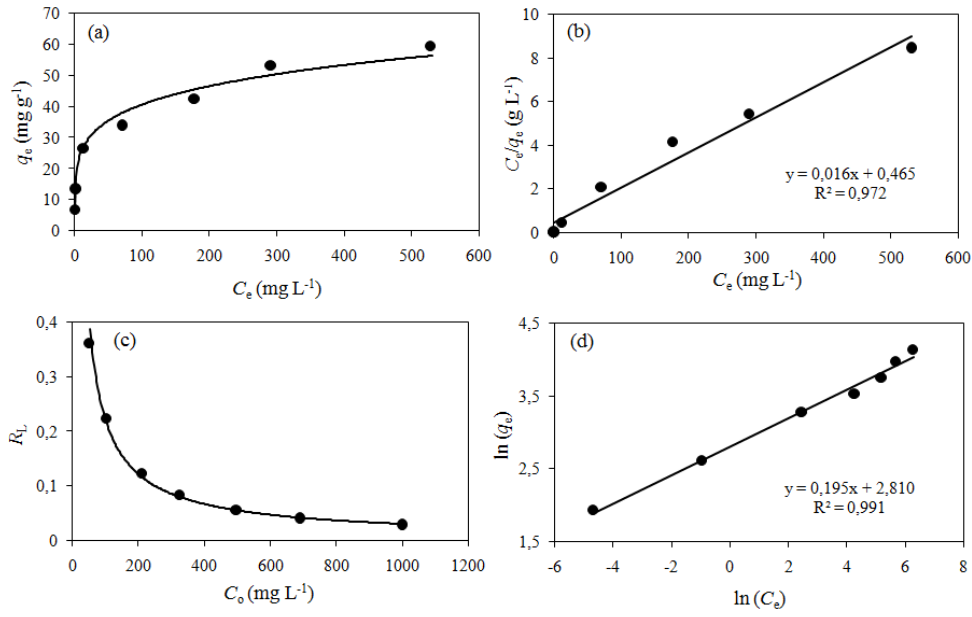 (a)
70
60
50
40
30
20
10
0
qe (mg g-1)
0 100 200 300 400 500 600
Ce (mg L-1)
(b)
10
8
6
4
2
0
Ce/qe (g L-1)
y = 0,016x + 0,465
R² = 0,972
0 100 200 300 400 500 600
Ce (mg L-1)
(c)
0,4
0,3
0,2
0,1
0
RL
0 200 400 600 800 1000 1200
Co (mg L-1)
(d)
4,5
3,5
2,5
1,5
ln (qe)
y = 0,195x + 2,810
R² = 0,991
-6 -4 -2 0 2 4 6 8
ln (Ce)